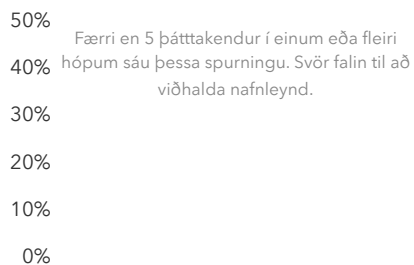 50%
Færri en 5 þátttakendur í einum eða fleiri
40%
hópum sáu þessa spurningu. Svör falin til að
viðhalda nafnleynd.
30%
20%
10%
0%